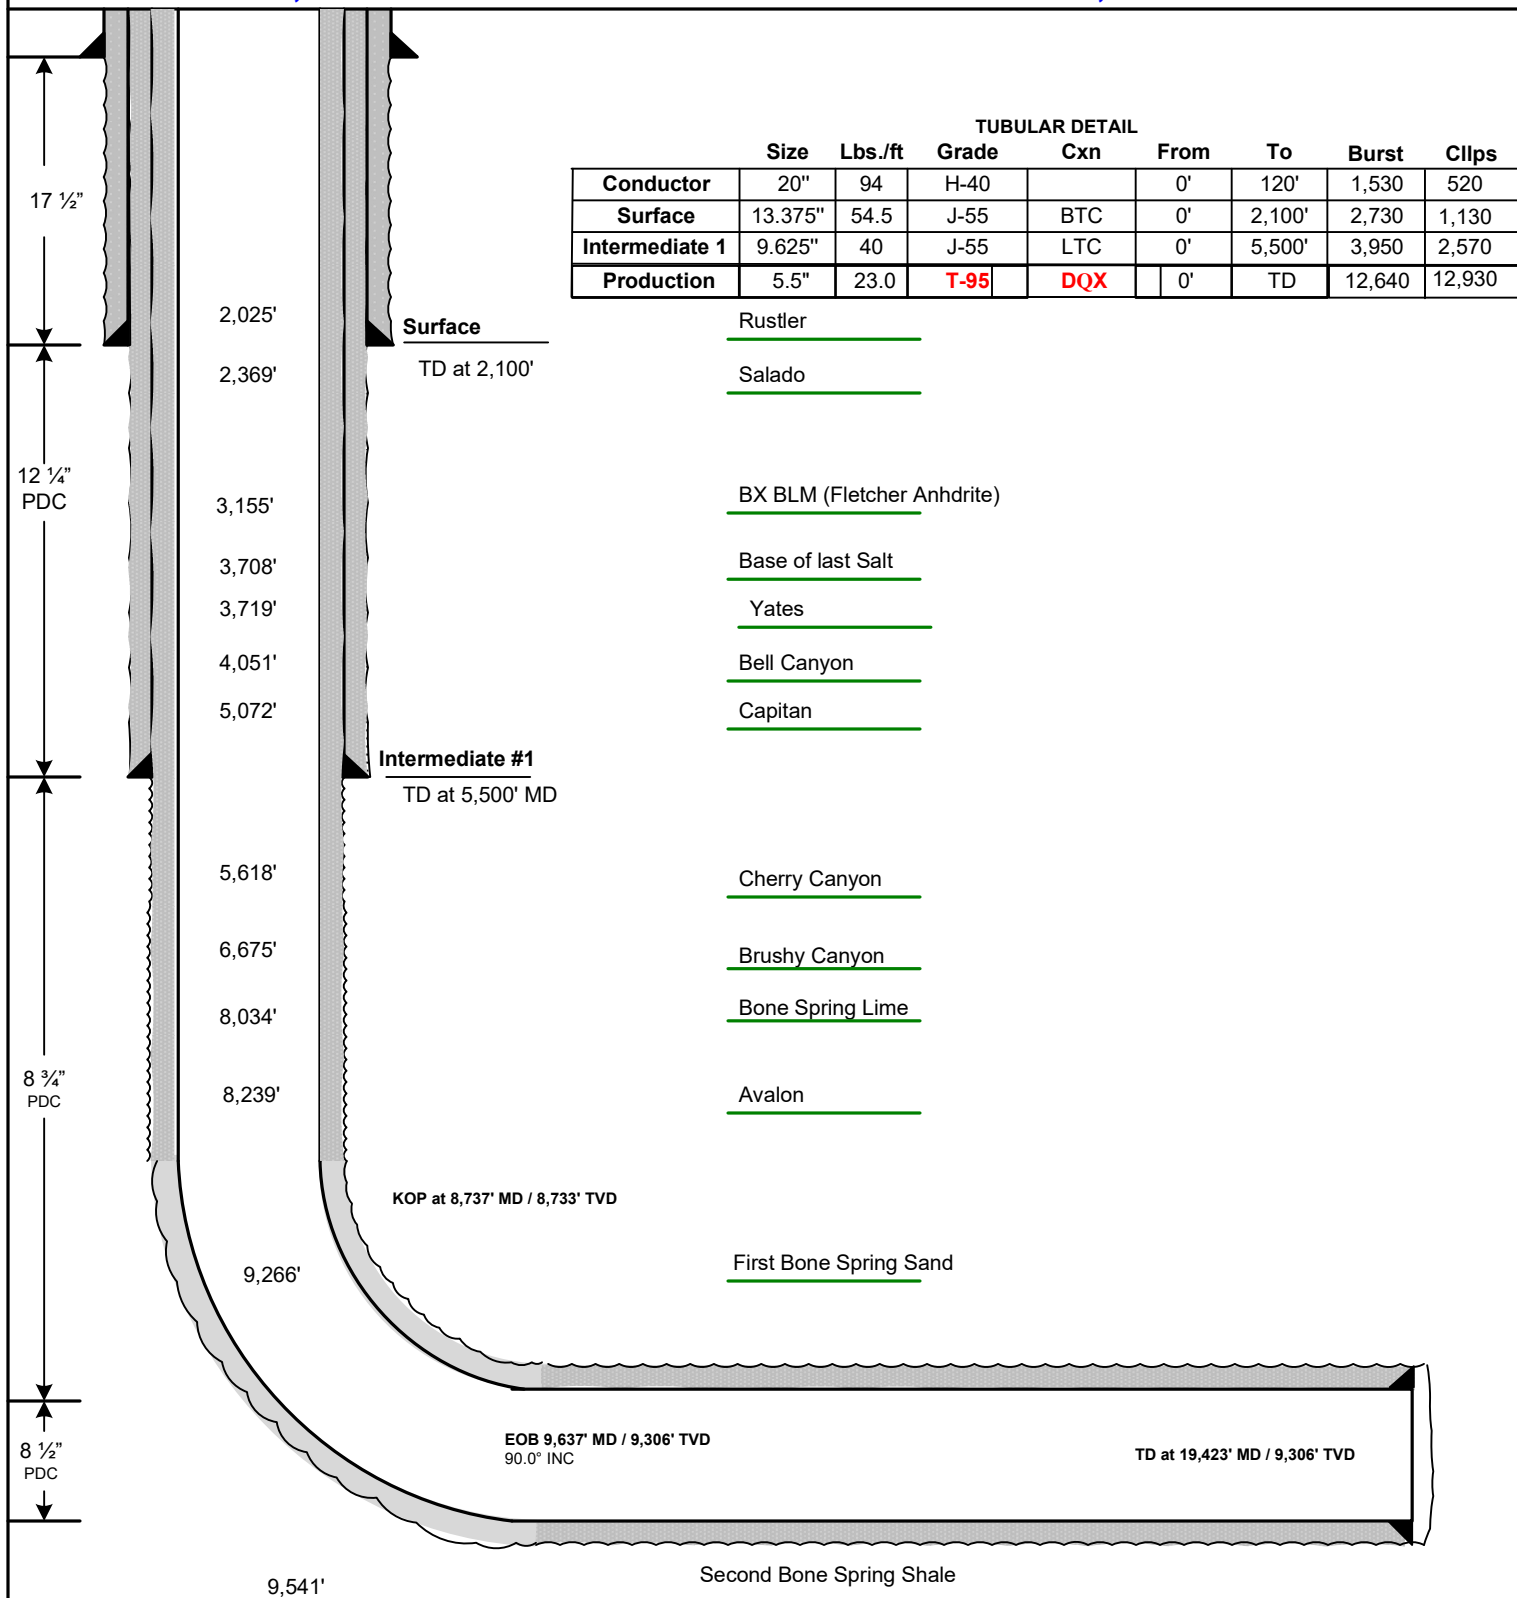 TUBULAR DETAIL
Size Lbs./ft Grade Cxn From To Burst Cllps
Conductor 20" 94 H-40 0' 120' 1,530 520
Surface 13.375" 54.5 J-55 BTC 0' 2,100' 2,730 1,130
Intermediate 1 9.625" 40 J-55 LTC 0' 5,500' 3,950 2,570
Production 5.5" 23.0 T-95 DQX 0' TD 12,640 12,930
17 ½”
2,025' Surface Rustler
TD at 2,100'
2,369' Salado
12 ¼”
PDC
3,155' BX BLM (Fletcher Anhdrite)
3,708' Base of last Salt
3,719' Yates
4,051' Bell Canyon
5,072' Capitan
Intermediate #1
TD at 5,500' MD
5,618' Cherry Canyon
6,675' Brushy Canyon
8,034' Bone Spring Lime
8 ¾”
PDC
8,239' Avalon
KOP at 8,737' MD / 8,733' TVD
9,266' First Bone Spring Sand
8 ½”
PDC
EOB 9,637' MD / 9,306' TVD
90.0° INC
TD at 19,423' MD / 9,306' TVD
9,541' Second Bone Spring Shale